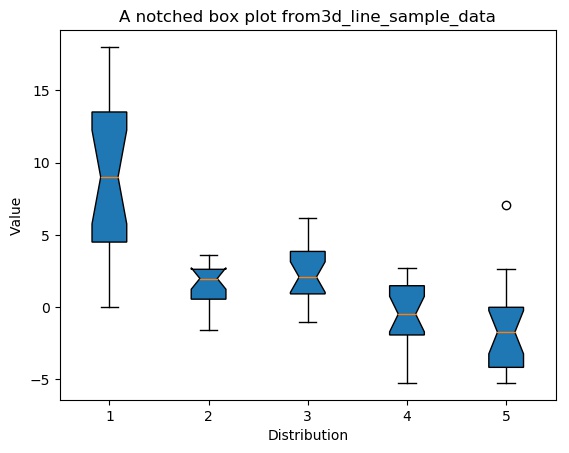 A notched box plot from3d_line_sample_data
Value
15
10
5
0
−5
1 2 3 4 5
Distribution